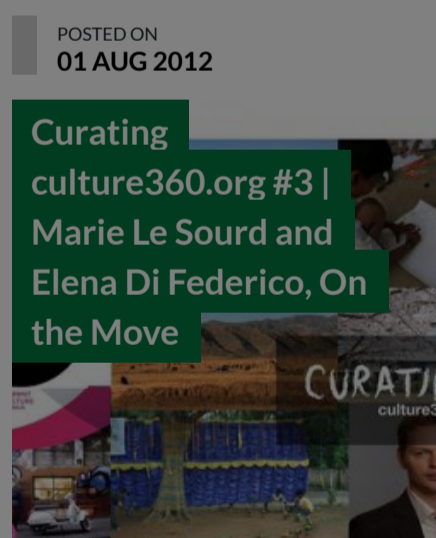 POSTED ON
01 AUG 2012
Curating
culture360.org #3 |
Marie Le Sourd and
Elena Di Federico, On
the Move
CURATI
culture3